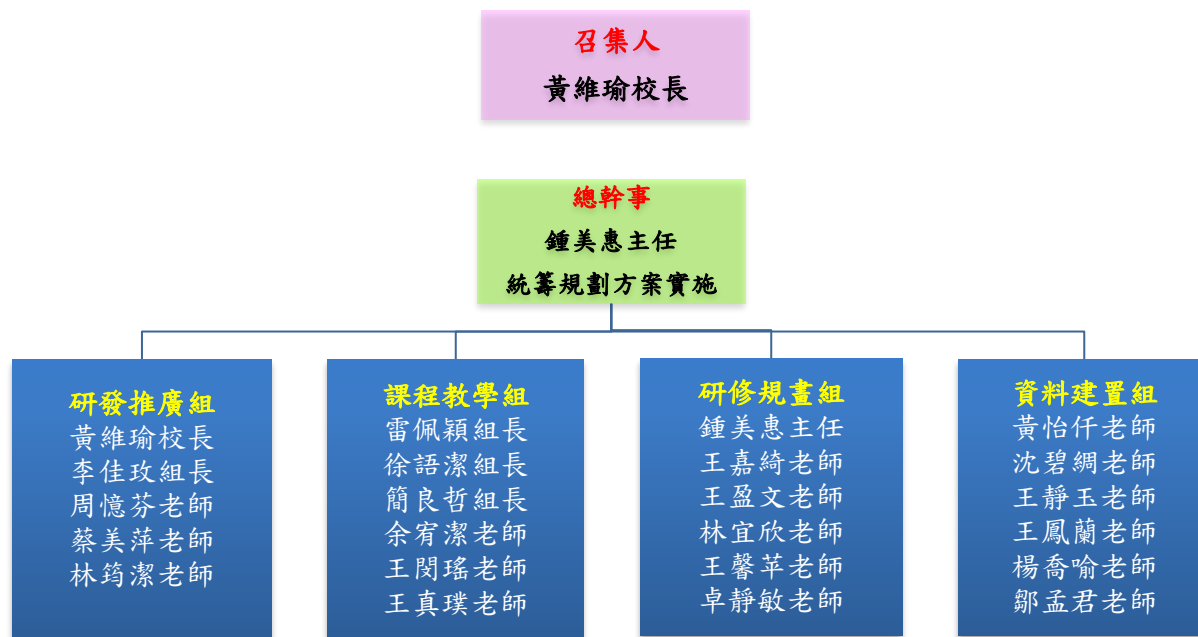 召集人
黃維瑜校長
總幹事
鍾美惠主任
統籌規劃方案實施
研發推廣組
黃維瑜校長
李佳玫組長
周憶芬老師
蔡美萍老師
林筠潔老師
課程教學組
雷佩穎組長
徐語潔組長
簡良哲組長
余宥潔老師
王閔瑤老師
王真璞老師
研修規畫組
鍾美惠主任
王嘉綺老師
王盈文老師
林宜欣老師
王馨苹老師
卓靜敏老師
資料建置組
黃怡仟老師
沈碧綢老師
王靜玉老師
王鳳蘭老師
楊喬喻老師
鄒孟君老師